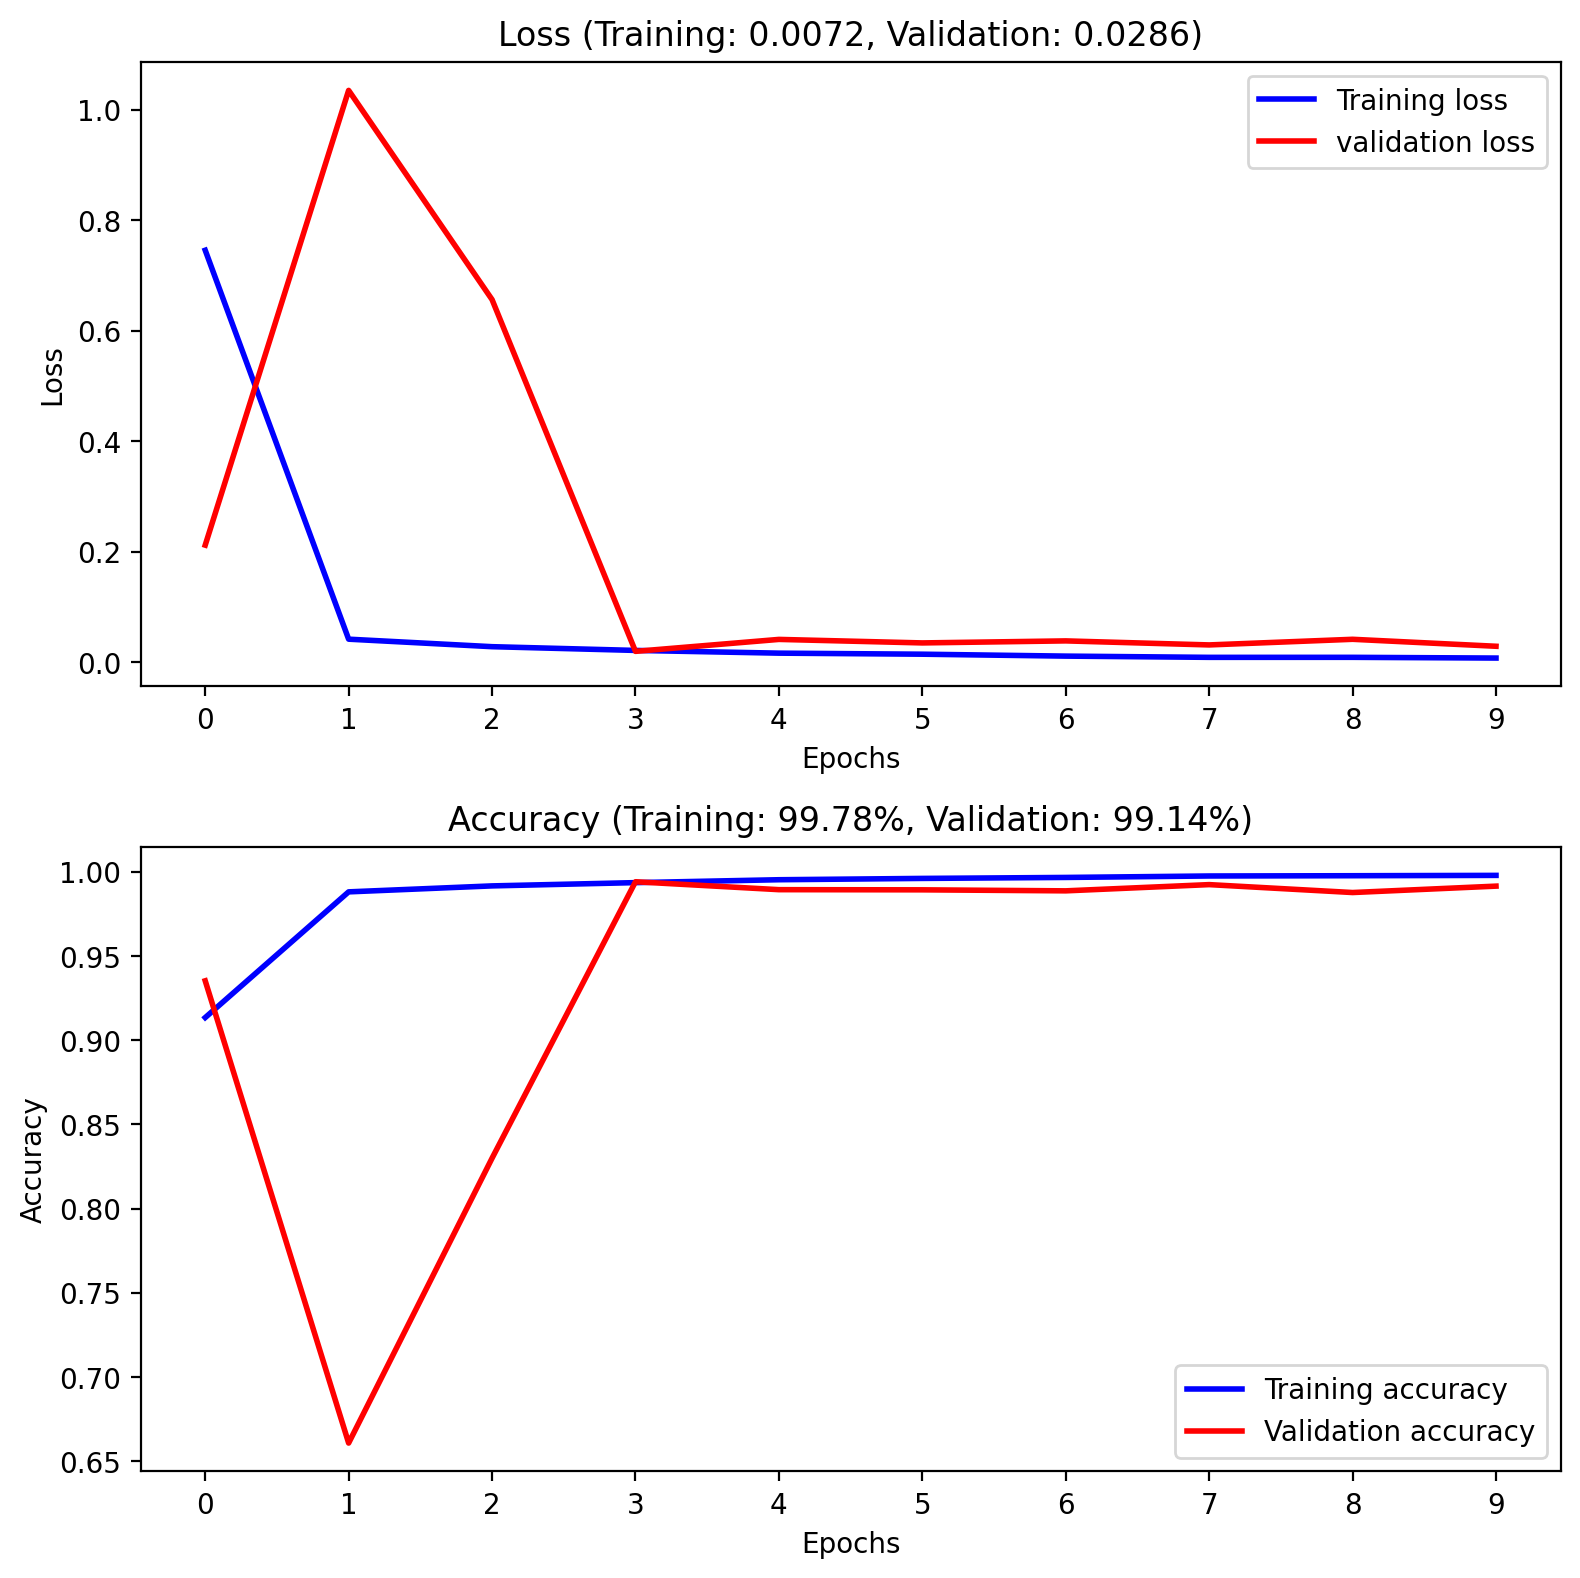 Loss (Training: 0.0072, Validation: 0.0286)
Training loss
validation loss
1.0
0.8
0.6
0.4
0.2
0.0
Loss
0 1 2 3 4 5 6 7 8 9
Epochs
Accuracy (Training: 99.78%, Validation: 99.14%)
1.00
0.95
0.90
0.85
0.80
0.75
0.70
0.65
Accuracy
Training accuracy
Validation accuracy
0 1 2 3 4 5 6 7 8 9
Epochs